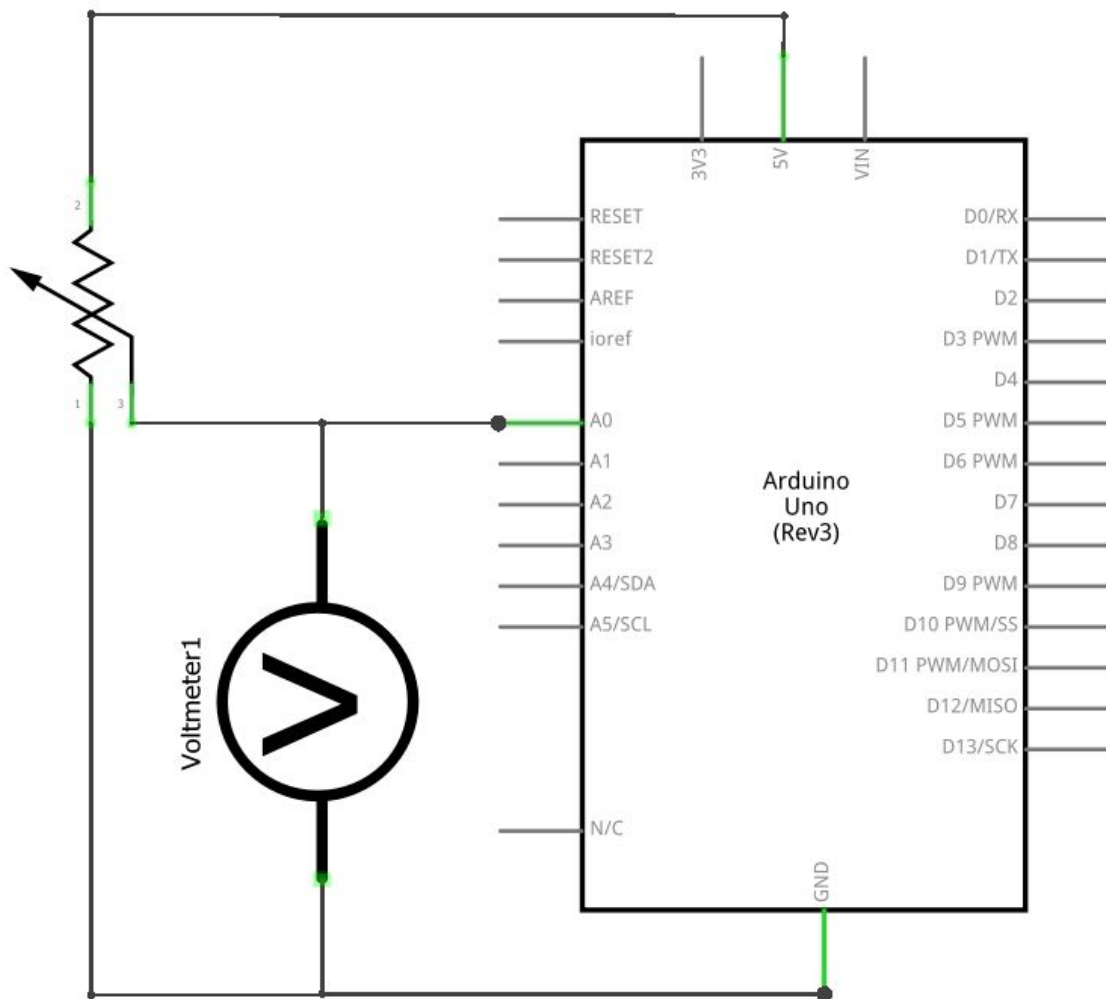 3V3
5V
VIN
2
RESET
D0/RX
RESET2
D1/TX
AREF
D2
ioref
D3 PWM
D4
1
3
A0
D5 PWM
A1
D6 PWM
Arduino
Uno
(Rev3)
A2
D7
A3
D8
A4/SDA
D9 PWM
A5/SCL
D10 PWM/SS
D11 PWM/MOSI
Voltmeter1
V
D12/MISO
D13/SCK
N/C
GND